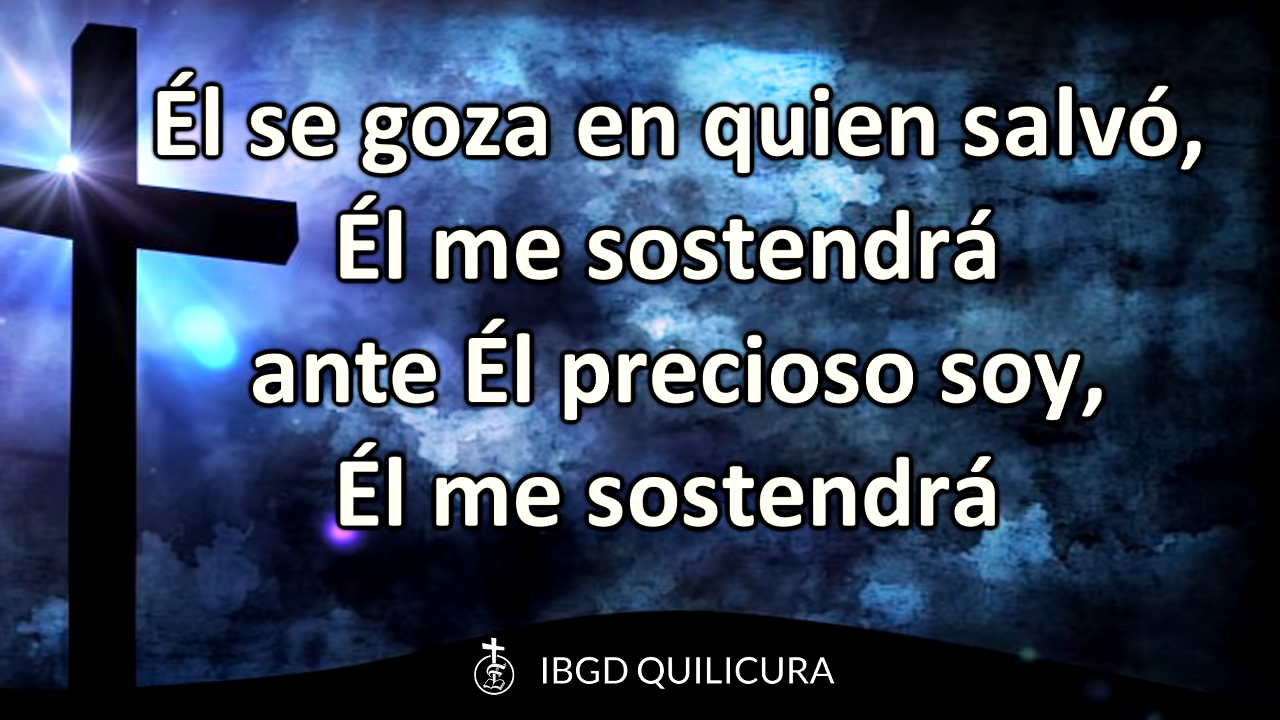 Él se goza en quien salvó,
Él me sostendrá
ante Él precioso soy,
Él me sostendrá
IBGD QUILICURA